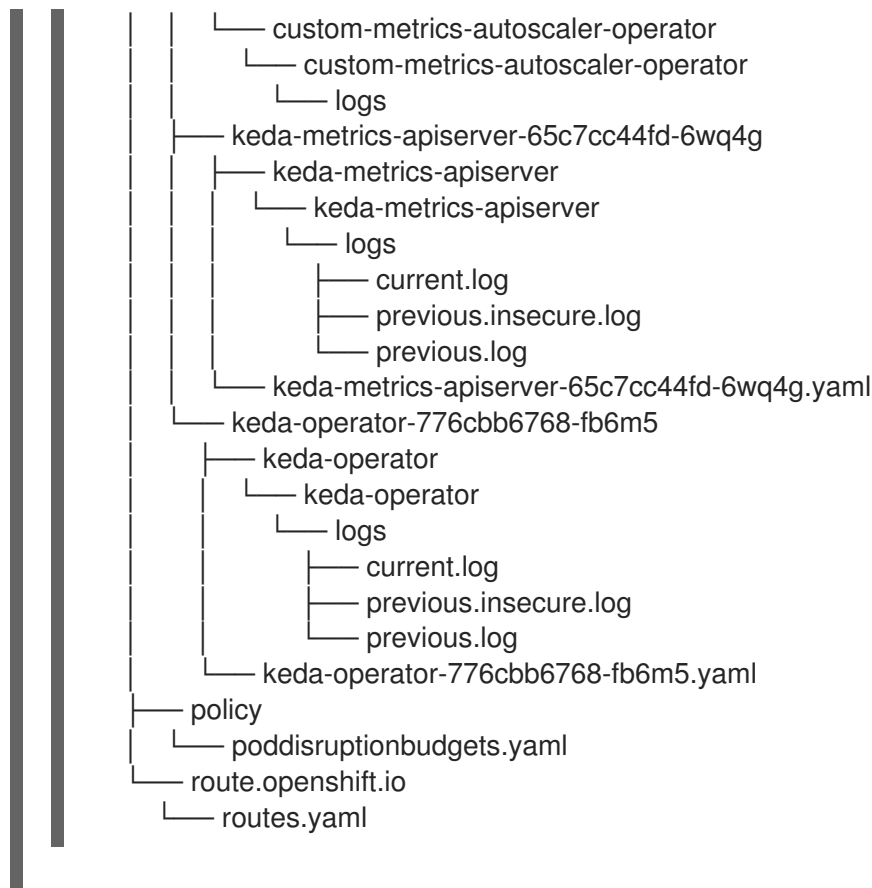 │ │ └── custom-metrics-autoscaler-operator
│ │ └── custom-metrics-autoscaler-operator
│ │ └── logs
│ ├── keda-metrics-apiserver-65c7cc44fd-6wq4g
│ │ ├── keda-metrics-apiserver
│ │ │ └── keda-metrics-apiserver
│ │ │ └── logs
│ │ │ ├── current.log
│ │ │ ├── previous.insecure.log
│ │ │ └── previous.log
│ │ └── keda-metrics-apiserver-65c7cc44fd-6wq4g.yaml
│ └── keda-operator-776cbb6768-fb6m5
│ ├── keda-operator
│ │ └── keda-operator
│ │ └── logs
│ │ ├── current.log
│ │ ├── previous.insecure.log
│ │ └── previous.log
│ └── keda-operator-776cbb6768-fb6m5.yaml
├── policy
│ └── poddisruptionbudgets.yaml
└── route.openshift.io
└── routes.yaml